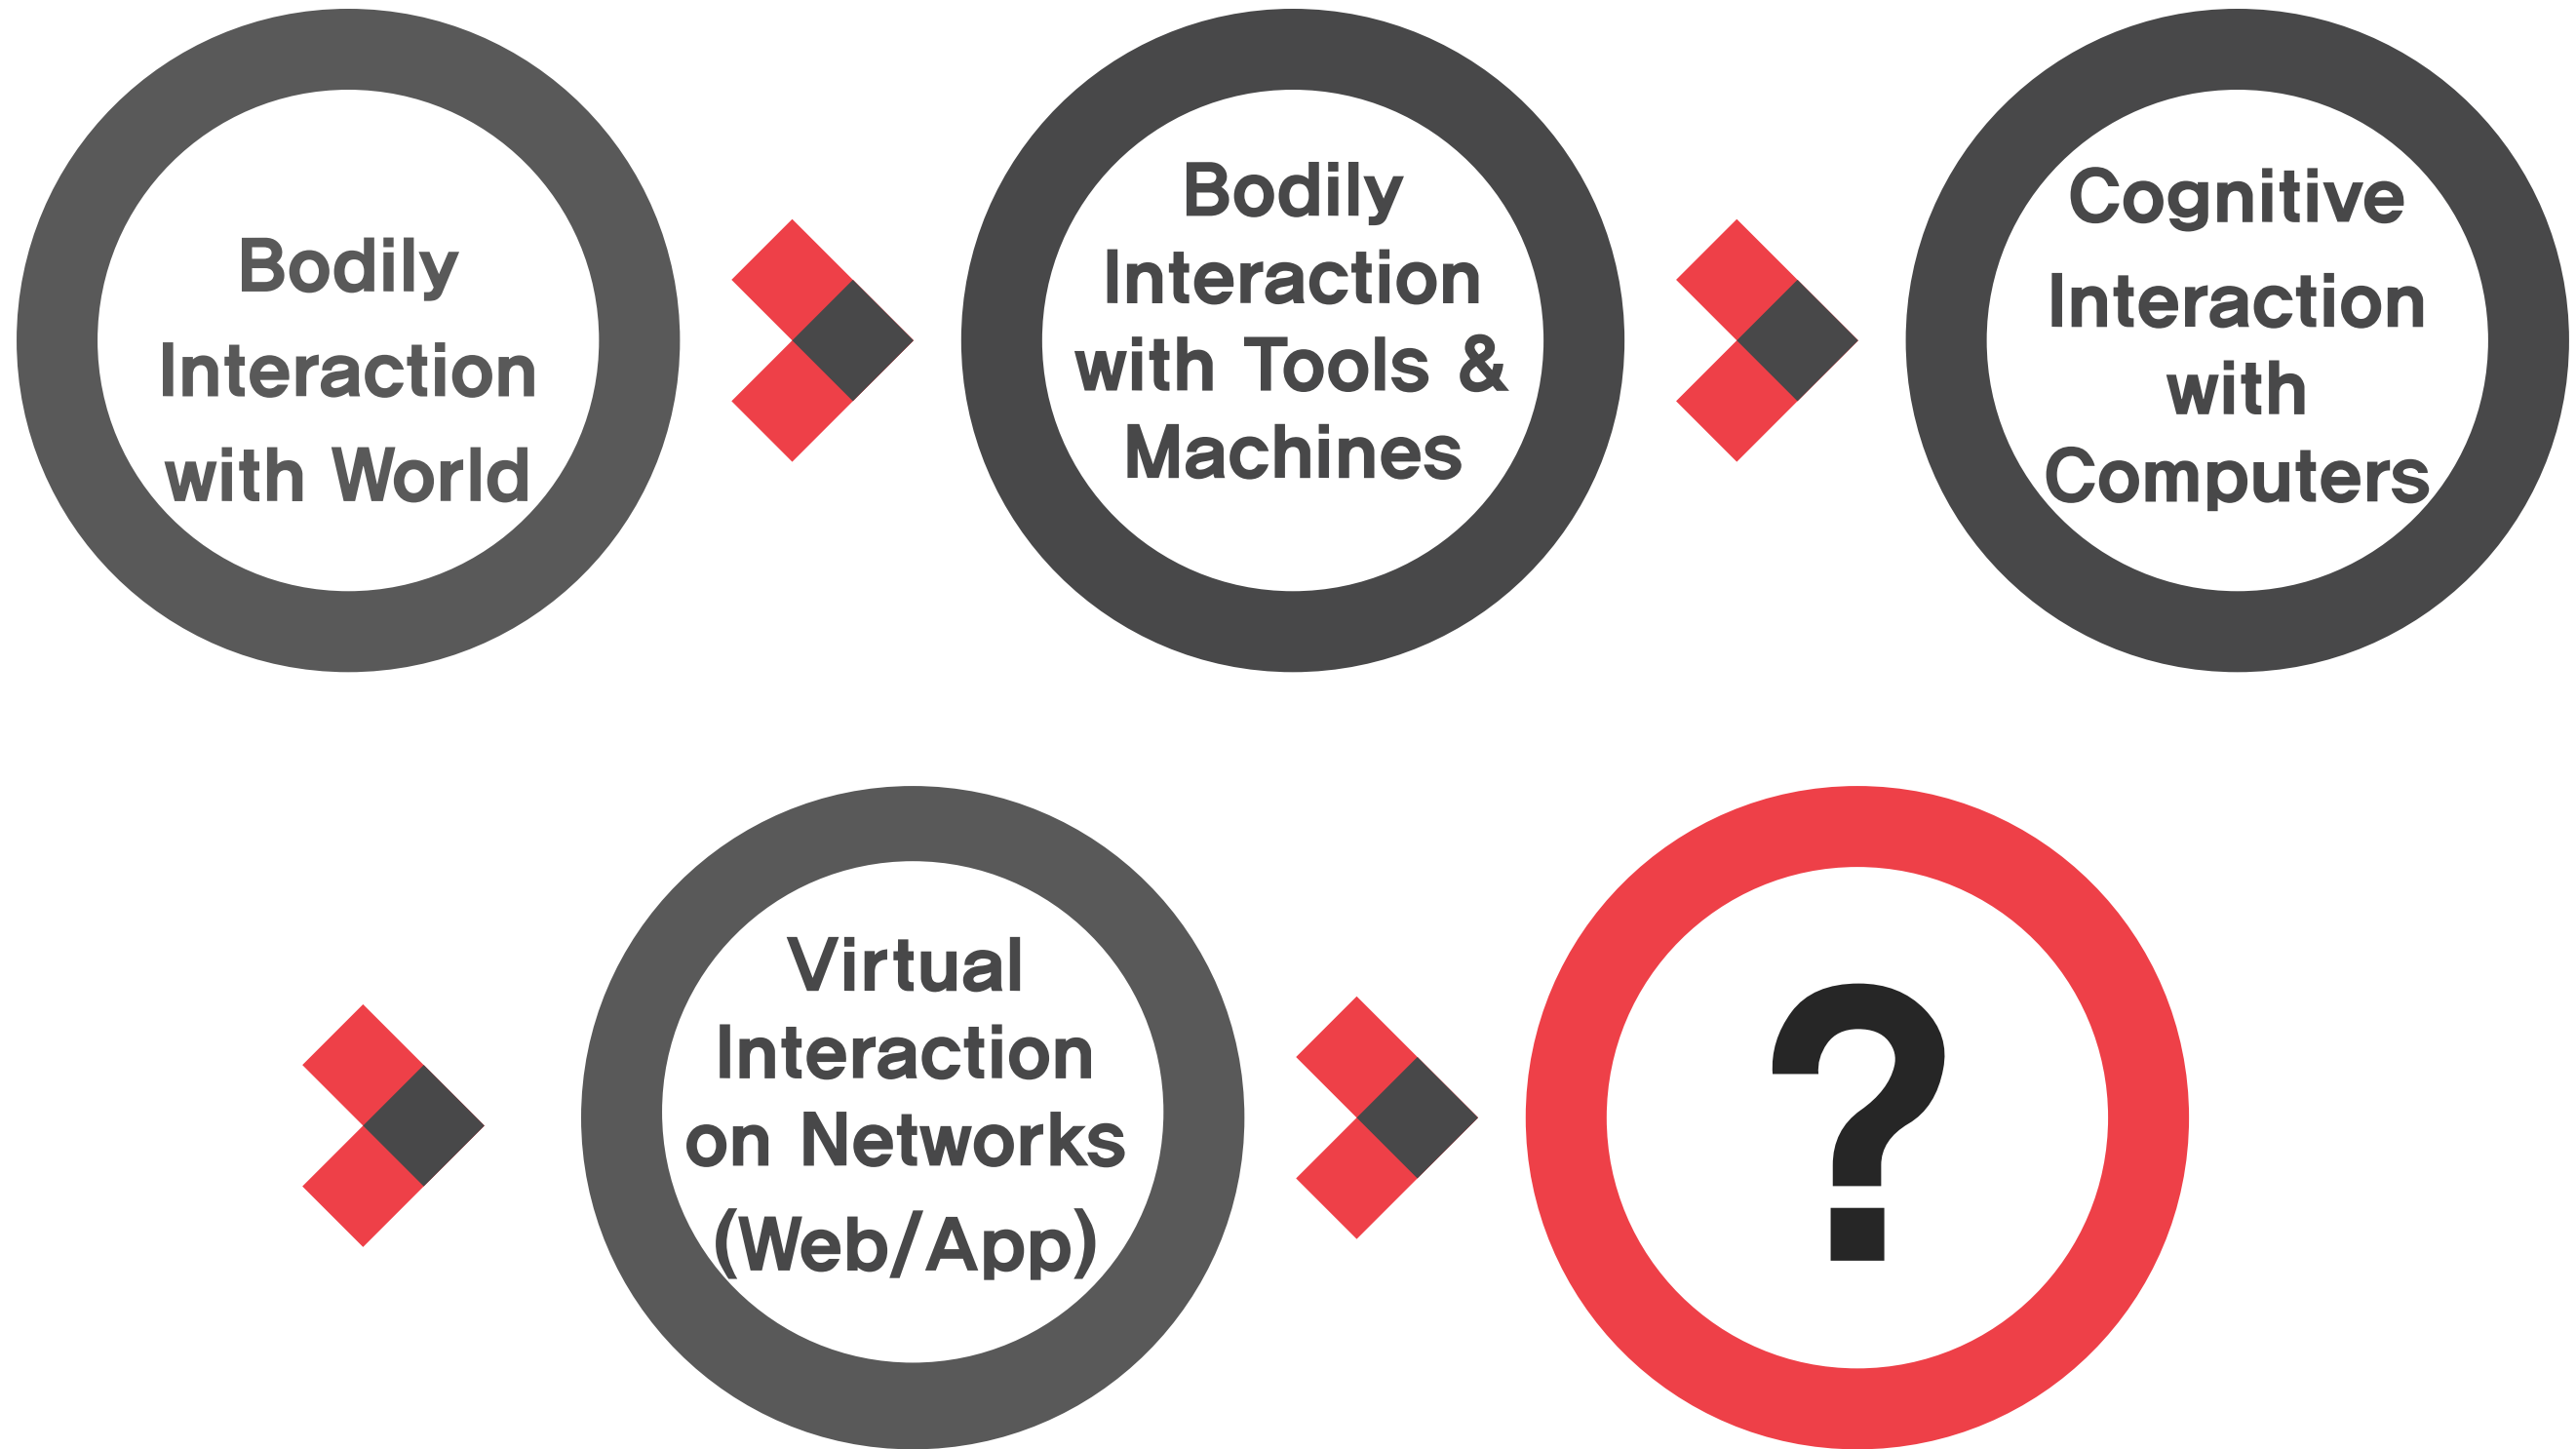 Bodily
Interaction
with World
Bodily
Interaction
with Tools &
Machines
Cognitive
Interaction
with
Computers
Virtual
Interaction
on Networks
(Web/App)
?